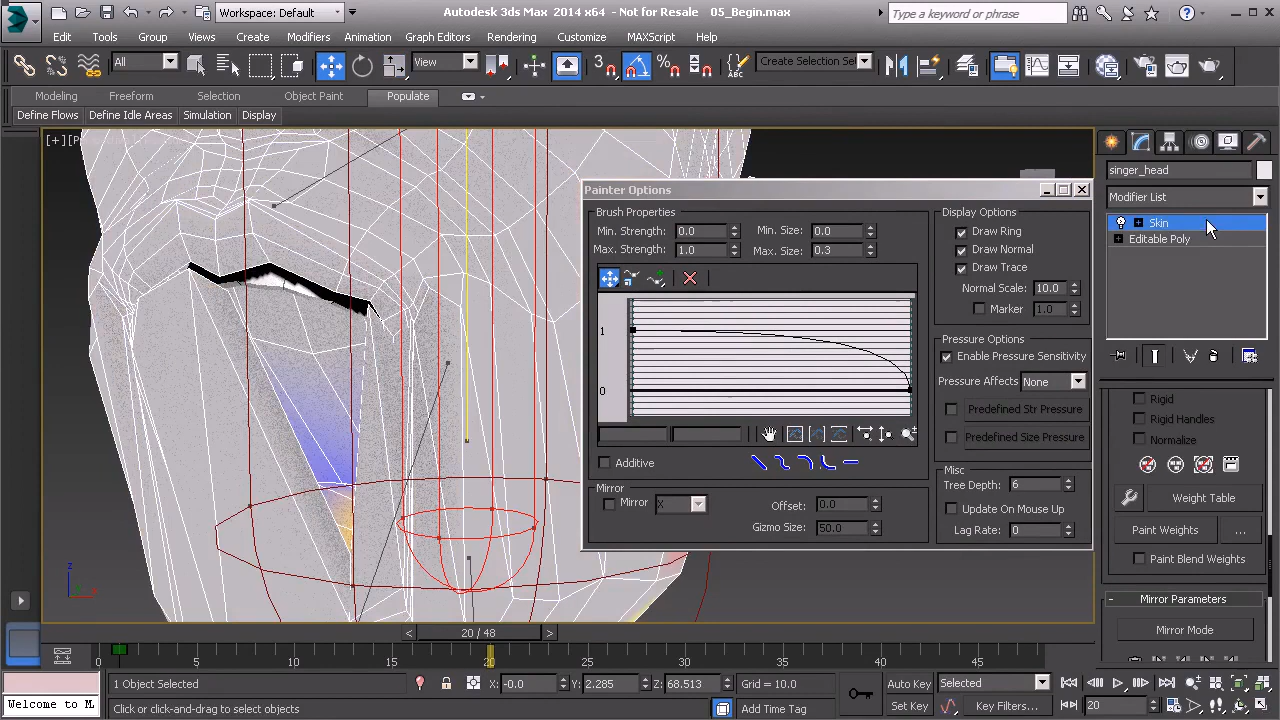 Workspace: Default
Autodesk 3ds Max 2014 x64 - Not for Resale 05_Begin.max
Type a keyword or phrase
Edit Tools Group Views Create Modifiers Animation Graph Editors Rendering Customize MAXScript Help
All View 3 Create Selection Se
Modeling Freeform Selection Object Paint Populate
Define Flows Define Idle Areas Simulation Display
[+][P
singer_head
Modifier List
Skin
Editable Poly
Painter Options
Brush Properties
Min. Strength: 0.0 Min. Size: 0.0
Max. Strength: 1.0 Max. Size: 0.3
1
0
Additive
Mirror
Mirror X Offset: 0.0
Gizmo Size: 50.0
Display Options
Draw Ring
Draw Normal
Draw Trace
Normal Scale: 10.0
Marker 1.0
Pressure Options
Enable Pressure Sensitivity
Pressure Affects None
Predefined Str Pressure
Predefined Size Pressure
Misc
Tree Depth: 6
Update On Mouse Up
Lag Rate: 0
Rigid
Rigid Handles
Normalize
Weight Table
Paint Weights ...
Paint Blend Weights
- Mirror Parameters
Mirror Mode
z
< 20 / 48 >
0 5 10 15 20 25 30 35 40 45
1 Object Selected X: -0.0 Y: 2.285 Z: 68.513 Grid = 10.0 Auto Key Selected
Welcome to M Click or click-and-drag to select objects Add Time Tag Set Key Key Filters... 20